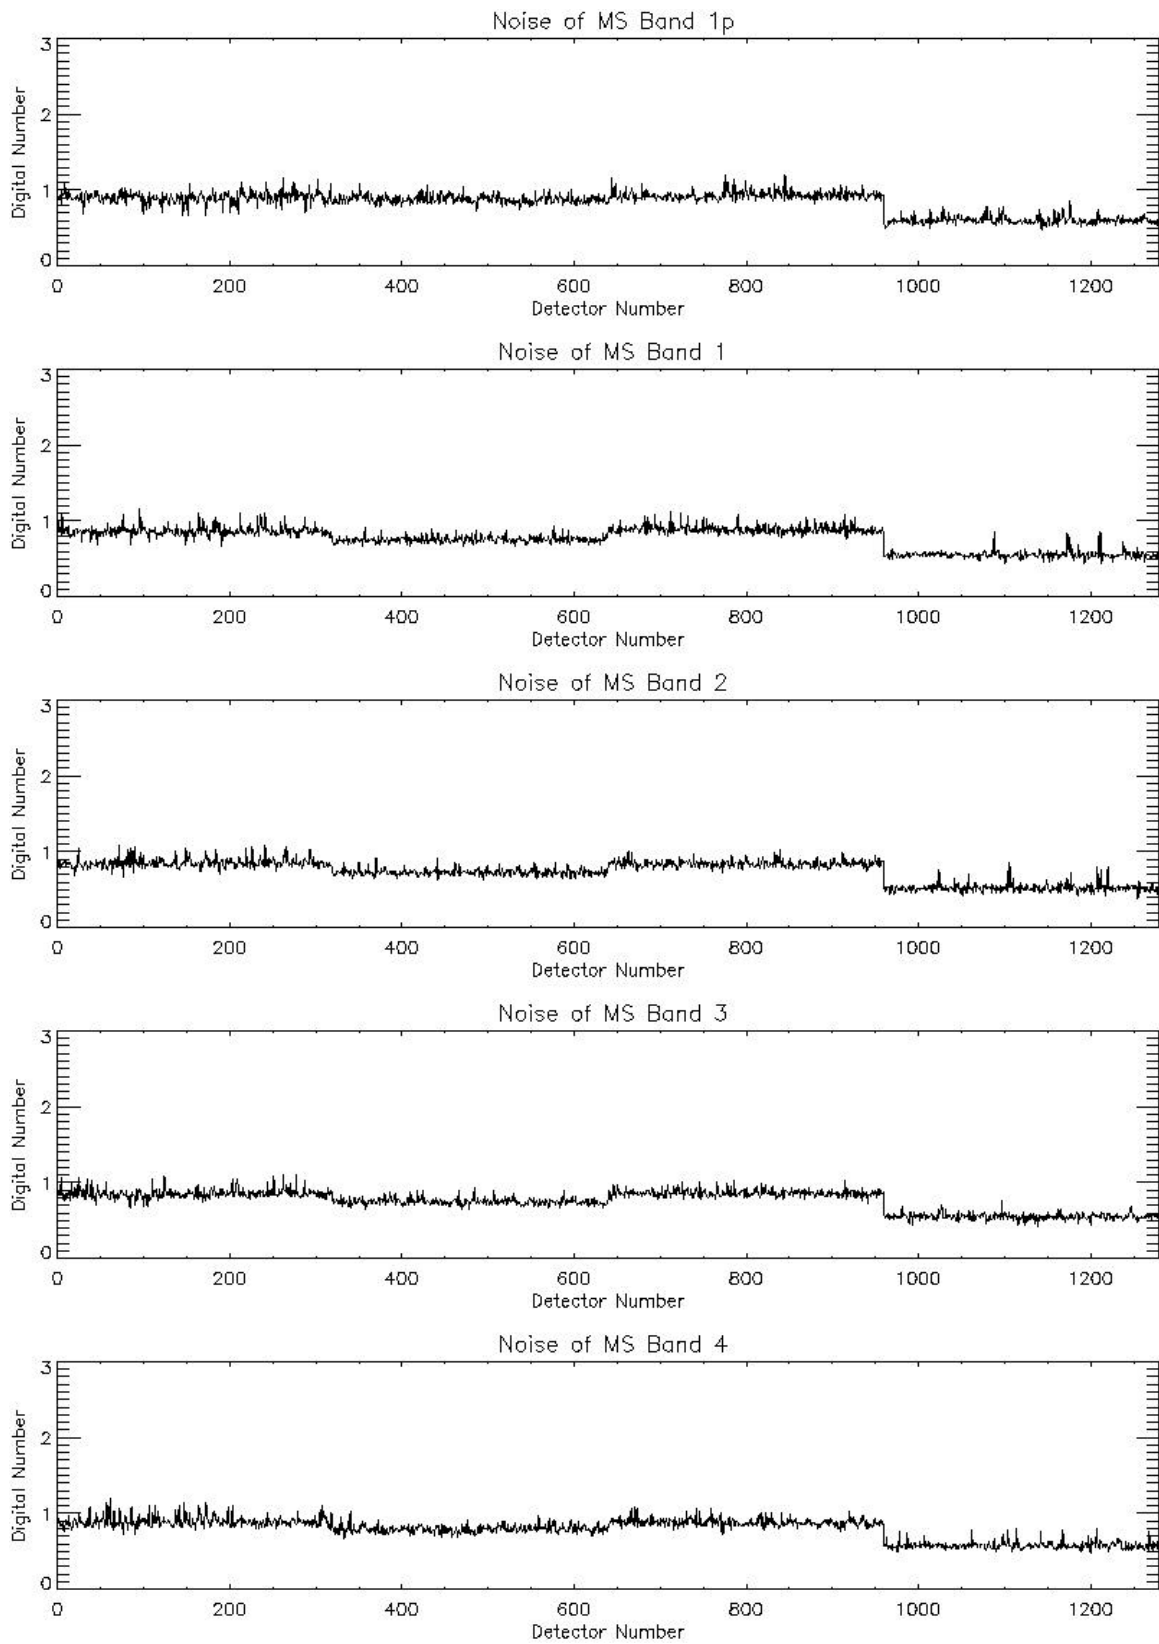 Noise of MS Band 1p
3
2
1
0
Digital Number
0 200 400 600 800 1000 1200
Detector Number
Noise of MS Band 1
3
2
1
0
Digital Number
0 200 400 600 800 1000 1200
Detector Number
Noise of MS Band 2
3
2
1
0
Digital Number
0 200 400 600 800 1000 1200
Detector Number
Noise of MS Band 3
3
2
1
0
Digital Number
0 200 400 600 800 1000 1200
Detector Number
Noise of MS Band 4
3
2
1
0
Digital Number
0 200 400 600 800 1000 1200
Detector Number